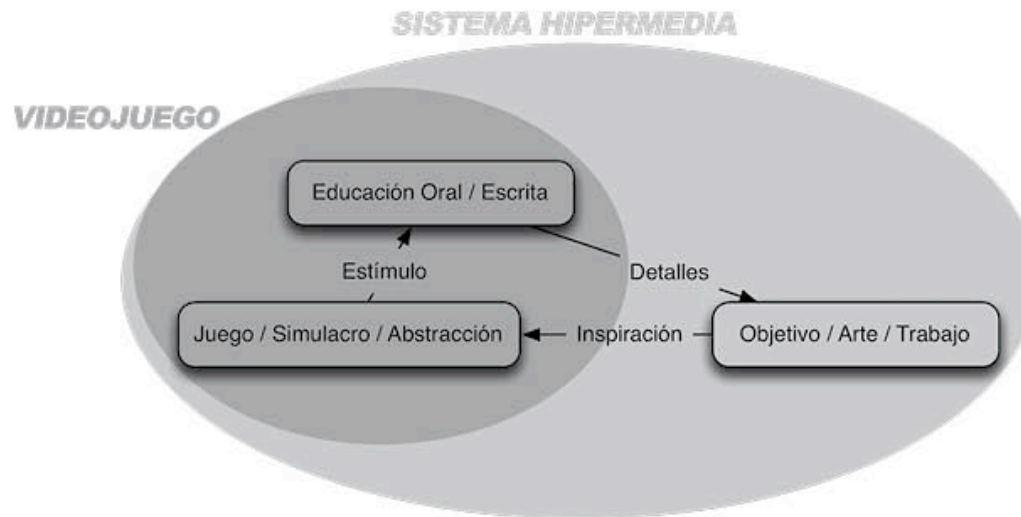 SISTEMA HIPERMEDIA
VIDEOJUEGO
Educación Oral / Escrita
Estímulo
Detalles
Juego / Simulacro / Abstracción
Inspiración
Objetivo / Arte / Trabajo